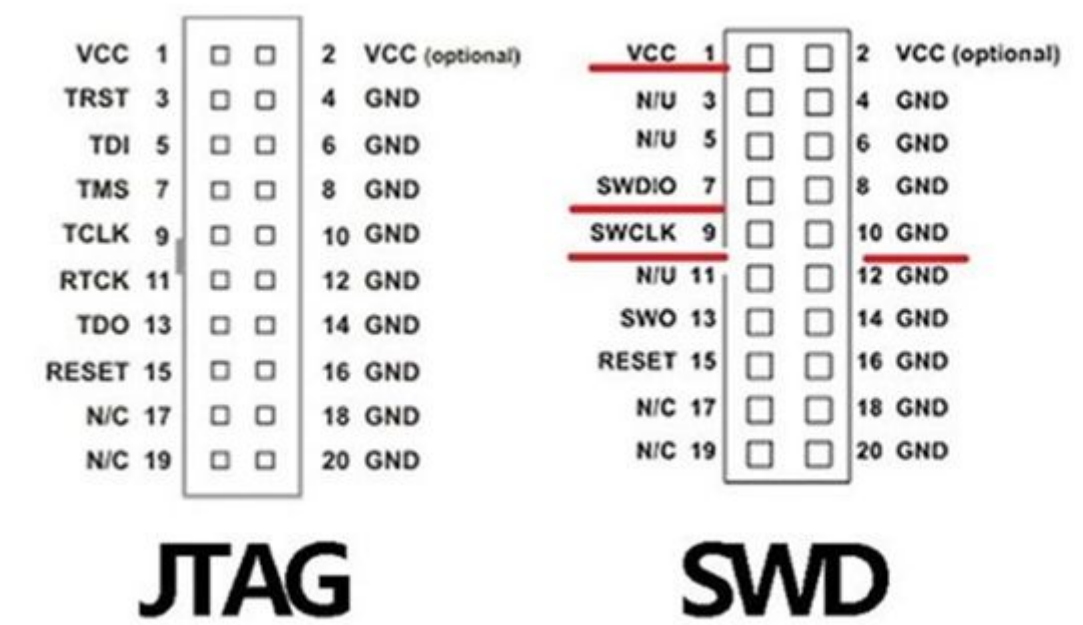 VCC 1 2 VCC (optional)
TRST 3 4 GND
TDI 5 6 GND
TMS 7 8 GND
TCLK 9 10 GND
RTCK 11 12 GND
TDO 13 14 GND
RESET 15 16 GND
N/C 17 18 GND
N/C 19 20 GND
JTAG
VCC 1 2 VCC (optional)
N/U 3 4 GND
N/U 5 6 GND
SWDIO 7 8 GND
SWCLK 9 10 GND
N/U 11 12 GND
SWO 13 14 GND
RESET 15 16 GND
N/C 17 18 GND
N/C 19 20 GND
SWD